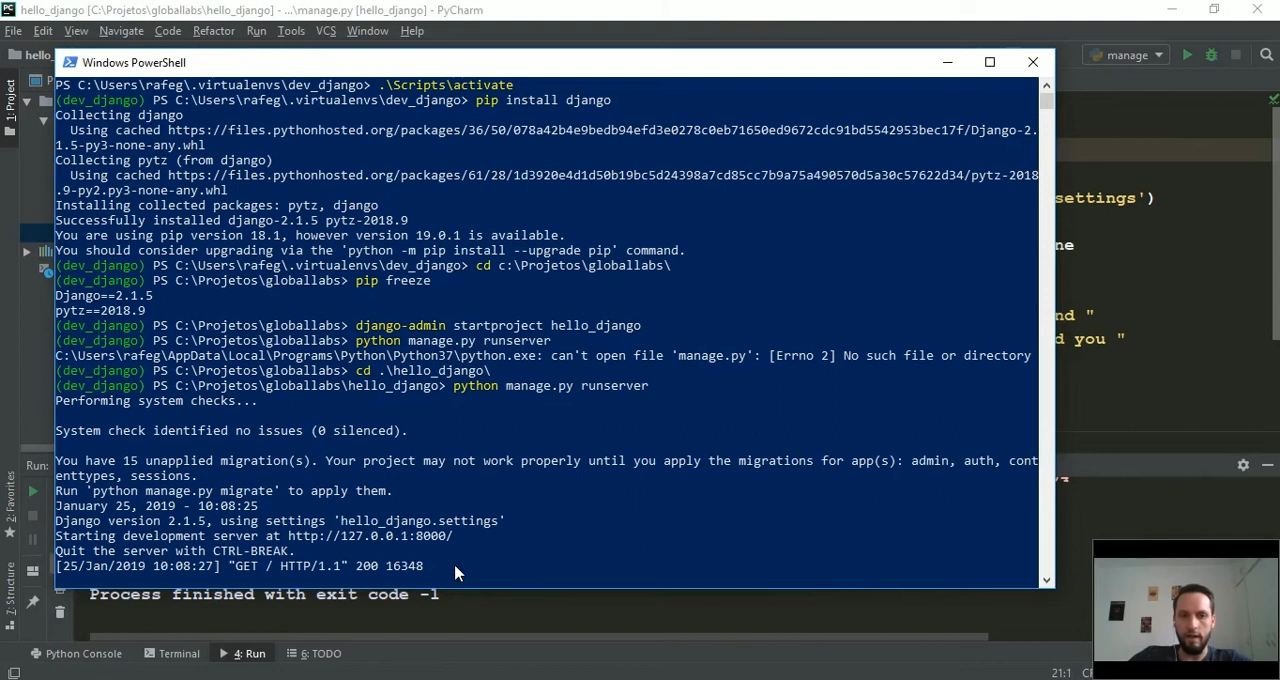 hello_django [C:\Projetos\globallabs\hello_django] - ...\manage.py [hello_django] - PyCharm
File Edit View Navigate Code Refactor Run Tools VCS Window Help
hello_
manage
Windows PowerShell
1: Project
P
PS C:\Users\rafeg\.virtualenvs\dev_django> .\Scripts\activate
(dev_django) PS C:\Users\rafeg\.virtualenvs\dev_django> pip install django
Collecting django
Using cached https://files.pythonhosted.org/packages/36/50/078a42b4e9bedb94efd3e0278c0eb71650ed9672cdc91bd5542953bec17f/Django-2.
1.5-py3-none-any.whl
Collecting pytz (from django)
Using cached https://files.pythonhosted.org/packages/61/28/1d3920e4d1d50b19bc5d24398a7cd85cc7b9a75a490570d5a30c57622d34/pytz-2018
.9-py2.py3-none-any.whl
Installing collected packages: pytz, django
Successfully installed django-2.1.5 pytz-2018.9
You are using pip version 18.1, however version 19.0.1 is available.
You should consider upgrading via the 'python -m pip install --upgrade pip' command.
(dev_django) PS C:\Users\rafeg\.virtualenvs\dev_django> cd c:\Projetos\globallabs\
(dev_django) PS C:\Projetos\globallabs> pip freeze
Django==2.1.5
pytz==2018.9
(dev_django) PS C:\Projetos\globallabs> django-admin startproject hello_django
(dev_django) PS C:\Projetos\globallabs> python manage.py runserver
C:\Users\rafeg\AppData\Local\Programs\Python\Python37\python.exe: can't open file 'manage.py': [Errno 2] No such file or directory
(dev_django) PS C:\Projetos\globallabs> cd .\hello_django\
(dev_django) PS C:\Projetos\globallabs\hello_django> python manage.py runserver
Performing system checks...
System check identified no issues (0 silenced).
You have 15 unapplied migration(s). Your project may not work properly until you apply the migrations for app(s): admin, auth, cont
enttypes, sessions.
Run 'python manage.py migrate' to apply them.
January 25, 2019 - 10:08:25
Django version 2.1.5, using settings 'hello_django.settings'
Starting development server at http://127.0.0.1:8000/
Quit the server with CTRL-BREAK.
[25/Jan/2019 10:08:27] "GET / HTTP/1.1" 200 16348
settings')
ne
nd "
d you "
Run:
2: Favorites
7: Structure
Process finished with exit code -1
Python Console Terminal 4: Run 6: TODO
21:1